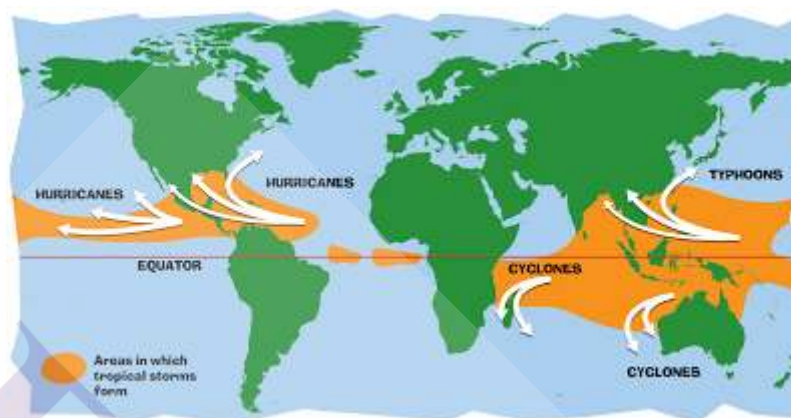 HURRICANES
HURRICANES
TYPHOONS
EQUATOR
CYCLONES
CYCLONES
Areas in which
tropical storms
form